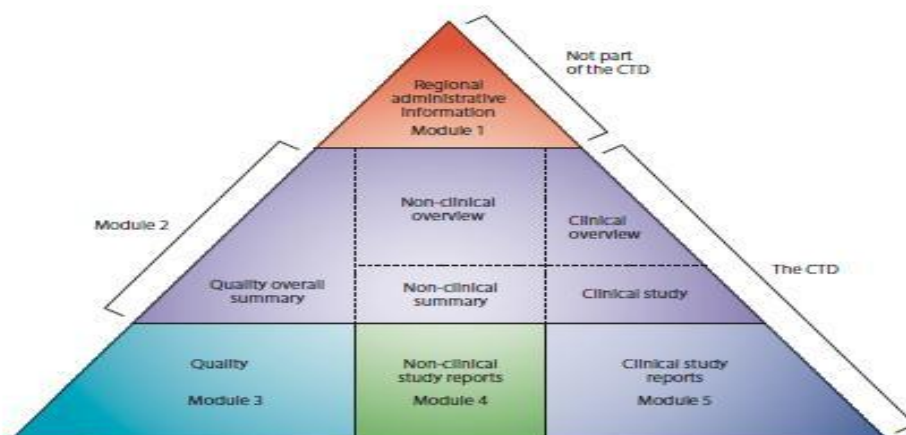 Not part
of the CTD
Regional
administrative
information
Module 1
Module 2
Non-clinical
overview
Clinical
overview
The CTD
Quality overall
summary
Non-clinical
summary
Clinical study
Quality
Module 3
Non-clinical
study reports
Module 4
Clinical study
reports
Module 5